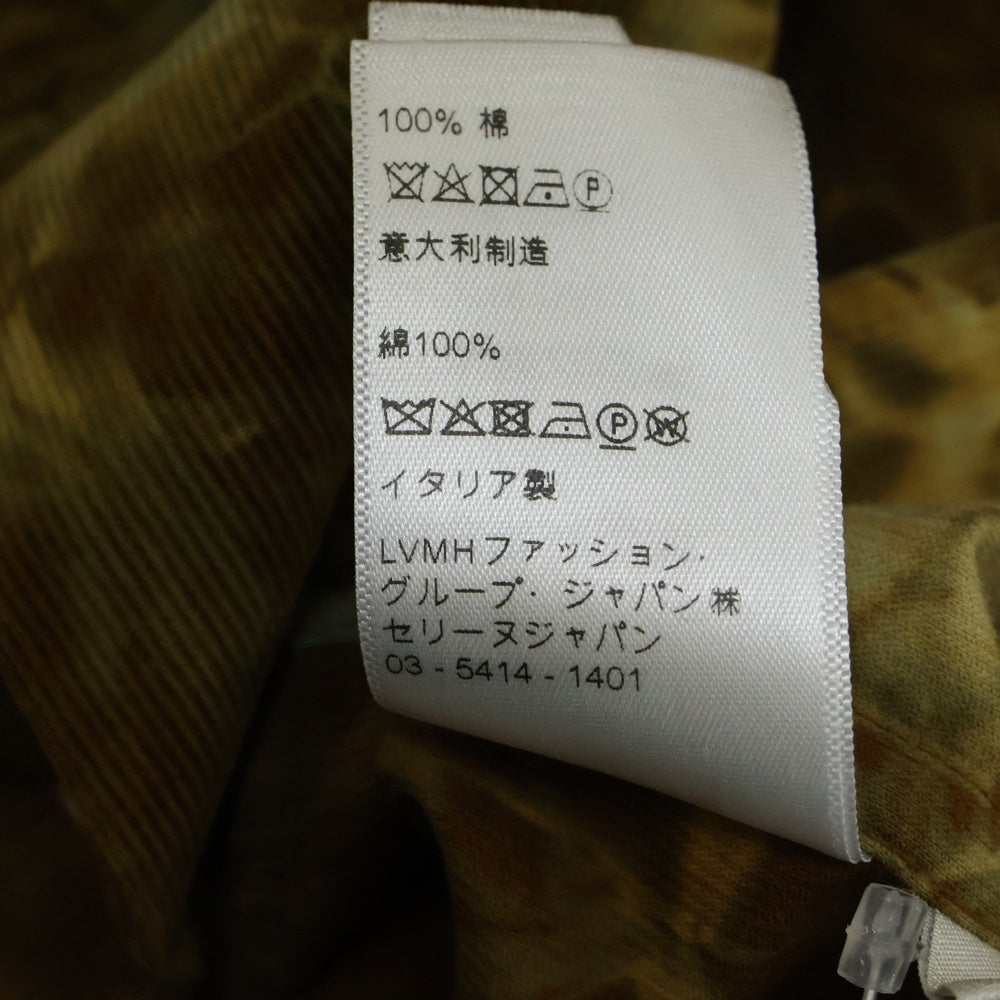 100% 棉
P
意大利制造
綿100%
P W
イタリア製
LVMHファッション·
グループ· ジャパン株
セリーヌジャパン
03 - 5414 - 1401